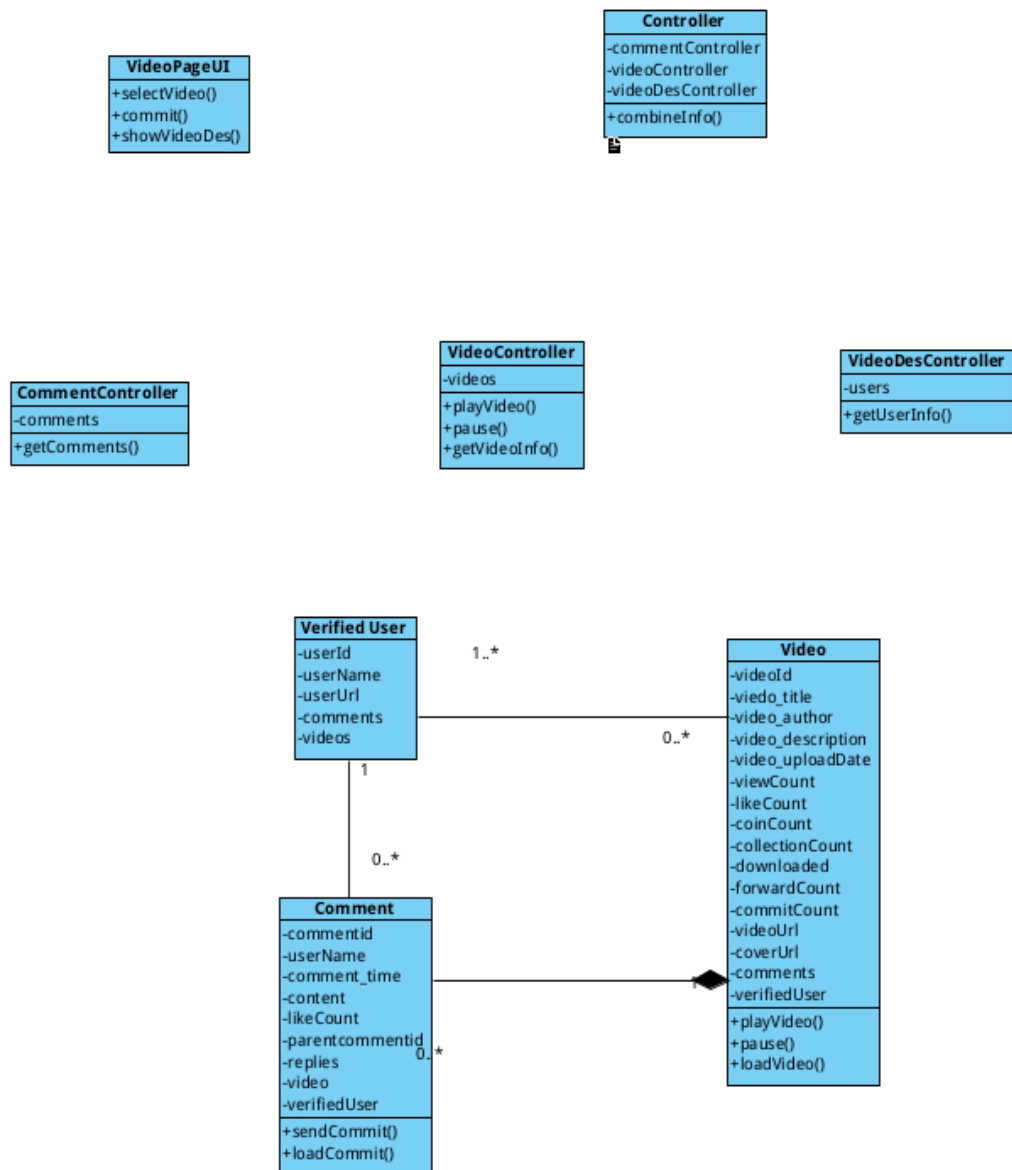 VideoPageUI
+selectVideo()
+commit()
+showVideoDes()
Controller
-commentController
-videoController
-videoDesController
+combineInfo()
CommentController
-comments
+getComments()
VideoController
-videos
+playVideo()
+pause()
+getVideoInfo()
VideoDesController
-users
+getUserInfo()
Verified User
-userId
-userName
-userUrl
-comments
-videos
1..*
0..*
1
0..*
Video
-videoId
-viedo_title
-video_author
-video_description
-video_uploadDate
-viewCount
-likeCount
-coinCount
-collectionCount
-downloaded
-forwardCount
-commitCount
-videoUrl
-coverUrl
-comments
-verifiedUser
+playVideo()
+pause()
+loadVideo()
Comment
-commentid
-userName
-comment_time
-content
-likeCount
-parentcommentid
-replies
-video
-verifiedUser
+sendCommit()
+loadCommit()
0..*
1